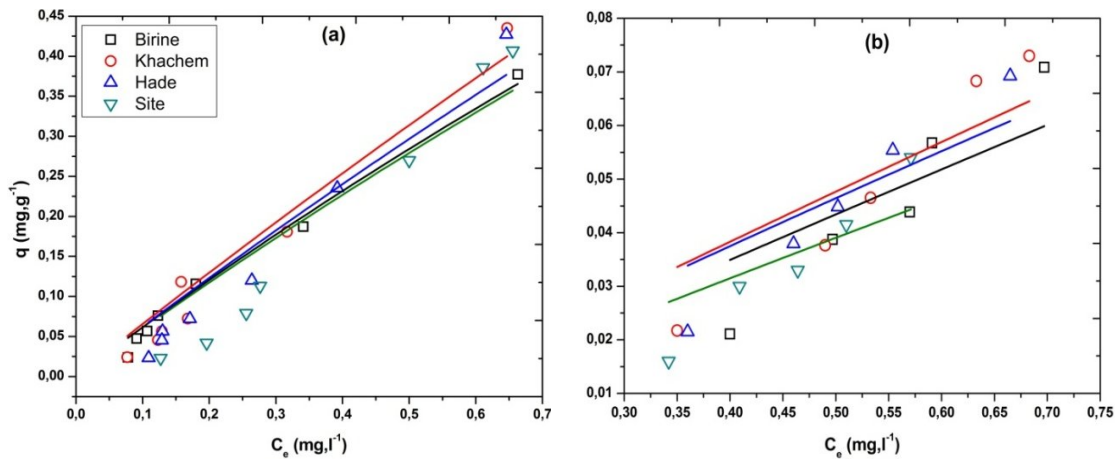 (a)
Birine
Khachem
Hade
Site
0,45
0,40
0,35
0,30
0,25
0,20
0,15
0,10
0,05
0,00
q (mg,g⁻¹)
0,0 0,1 0,2 0,3 0,4 0,5 0,6 0,7
Cₑ (mg,l⁻¹)
(b)
0,08
0,07
0,06
0,05
0,04
0,03
0,02
0,01
0,30 0,35 0,40 0,45 0,50 0,55 0,60 0,65 0,70 0,75
Cₑ (mg,l⁻¹)